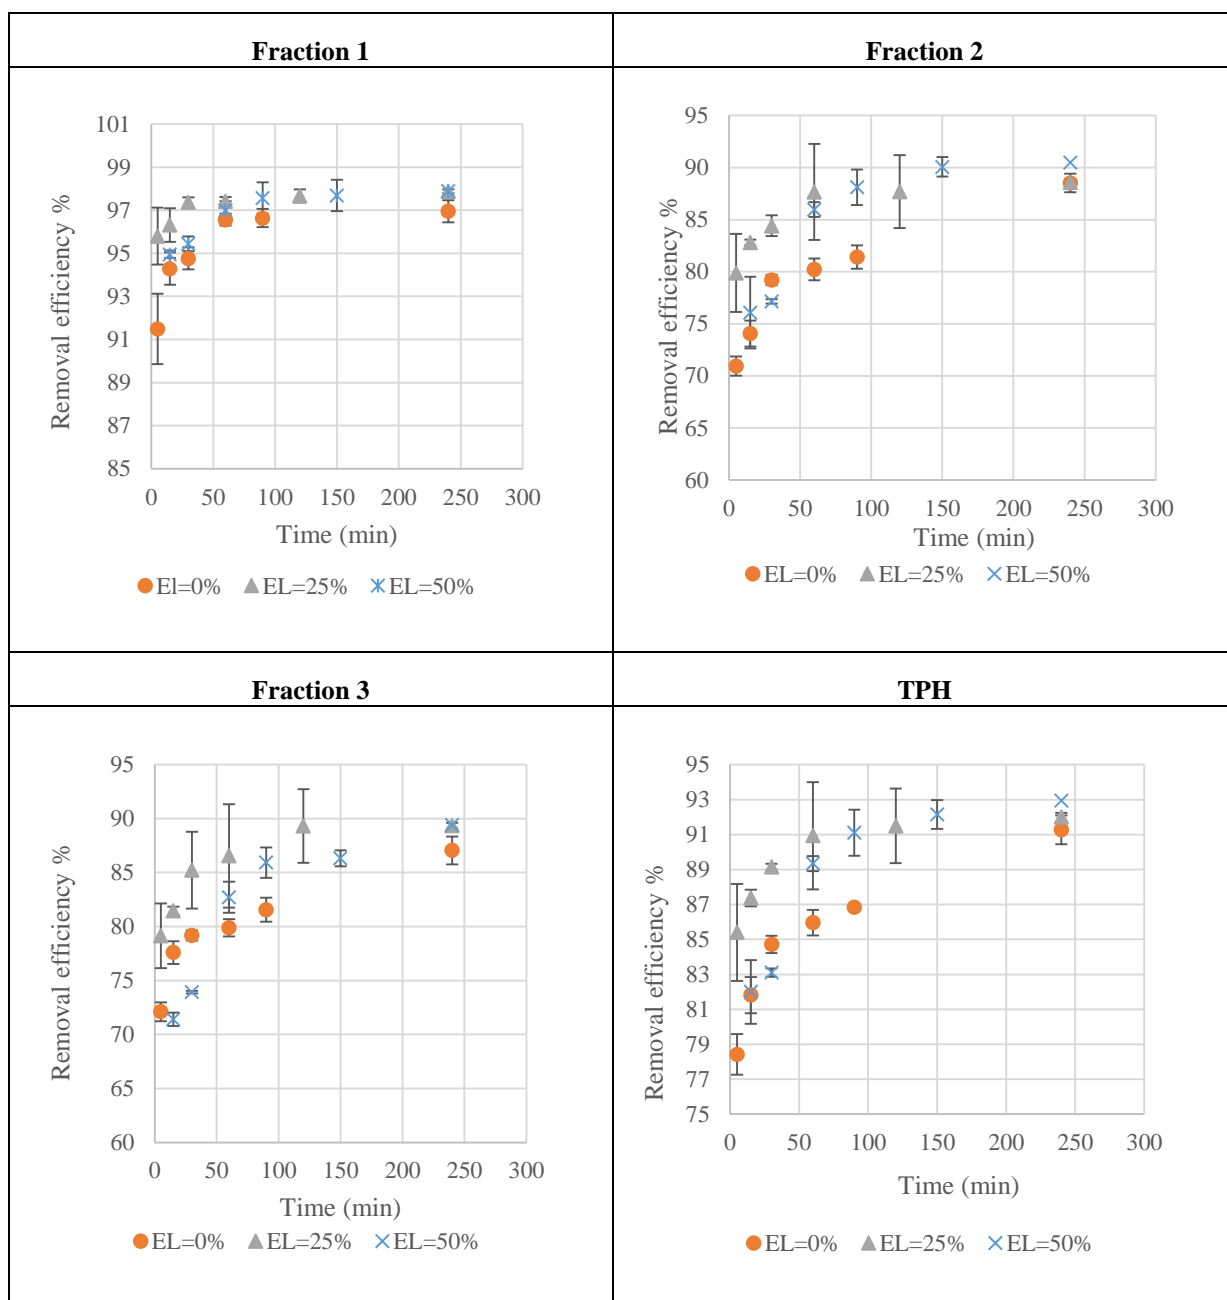 Fraction 1
Fraction 2
101
99
97
95
93
91
89
87
85
Removal efficiency %
0 50 100 150 200 250 300
Time (min)
El=0% EL=25% EL=50%
95
90
85
80
75
70
65
60
Removal efficiency %
0 50 100 150 200 250 300
Time (min)
EL=0% EL=25% EL=50%
Fraction 3
TPH
95
90
85
80
75
70
65
60
Removal efficiency %
0 50 100 150 200 250 300
Time (min)
EL=0% EL=25% EL=50%
95
93
91
89
87
85
83
81
79
77
75
Removal efficiency %
0 50 100 150 200 250 300
Time (min)
EL=0% EL=25% EL=50%